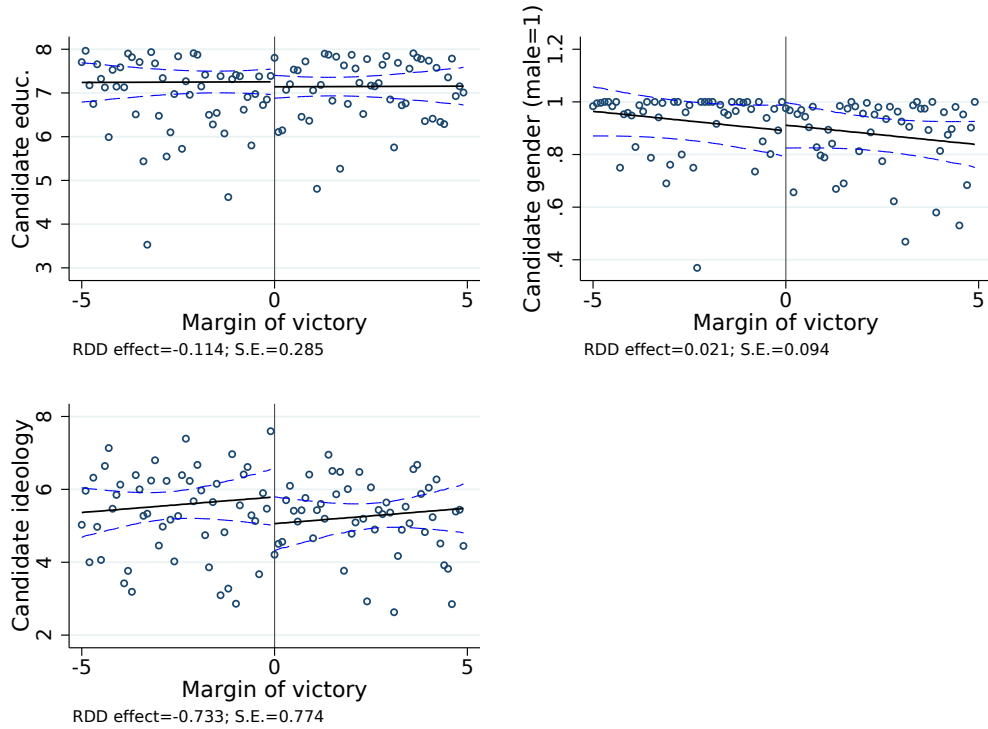 Candidate educ.
8
7
6
5
4
3
-5 0 5
Margin of victory
RDD effect=-0.114; S.E.=0.285
Candidate gender (male=1)
1.2
1
.8
.6
.4
-5 0 5
Margin of victory
RDD effect=0.021; S.E.=0.094
Candidate ideology
8
6
4
2
-5 0 5
Margin of victory
RDD effect=-0.733; S.E.=0.774